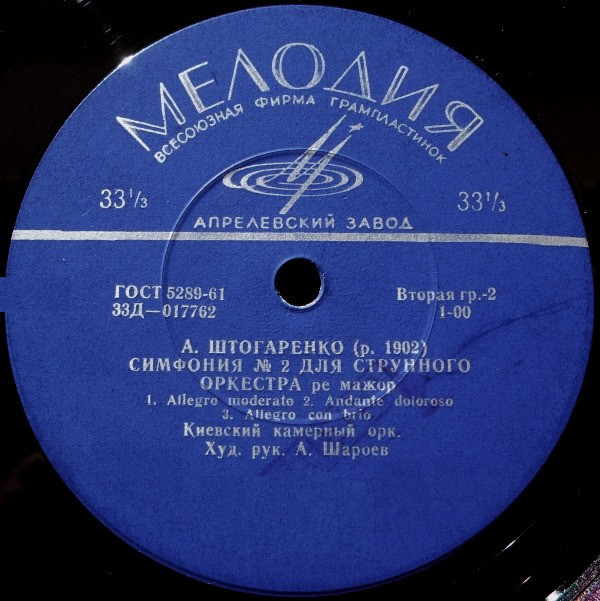 МЕЛОДИЯ
ВСЕСОЮЗНАЯ ФИРМА ГРАМПЛАСТИНОК
33⅓ 33⅓
АПРЕЛЕВСКИЙ ЗАВОД
ГОСТ 5289-61 Вторая гр.-2
33Д—017762 1-00
А. ШТОГАРЕНКО (р. 1902)
СИМФОНИЯ № 2 ДЛЯ СТРУННОГО
ОРКЕСТРА ре мажор
1. Allegro moderato 2. Andante doloroso
3. Allegro con brio
Киевский камерный орк.
Худ. рук. А. Шароев